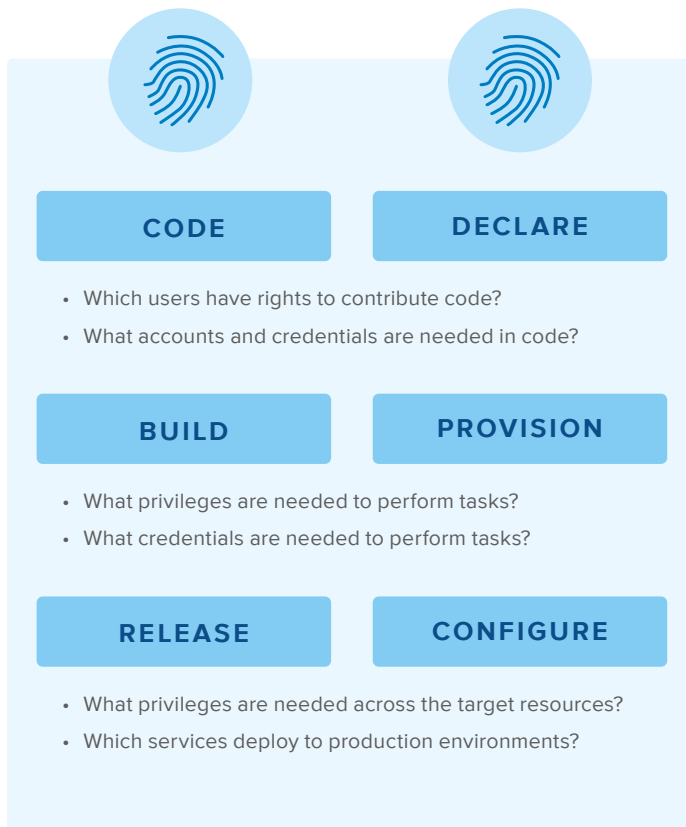 CODE
DECLARE
• Which users have rights to contribute code?
• What accounts and credentials are needed in code?
BUILD
PROVISION
• What privileges are needed to perform tasks?
• What credentials are needed to perform tasks?
RELEASE
CONFIGURE
• What privileges are needed across the target resources?
• Which services deploy to production environments?